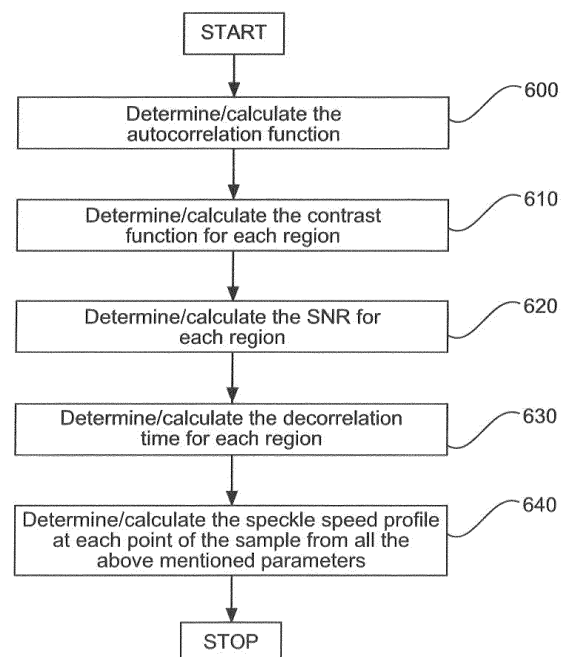 START
600
Determine/calculate the
autocorrelation function
610
Determine/calculate the contrast
function for each region
620
Determine/calculate the SNR for
each region
630
Determine/calculate the decorrelation
time for each region
640
Determine/calculate the speckle speed profile
at each point of the sample from all the
above mentioned parameters
STOP